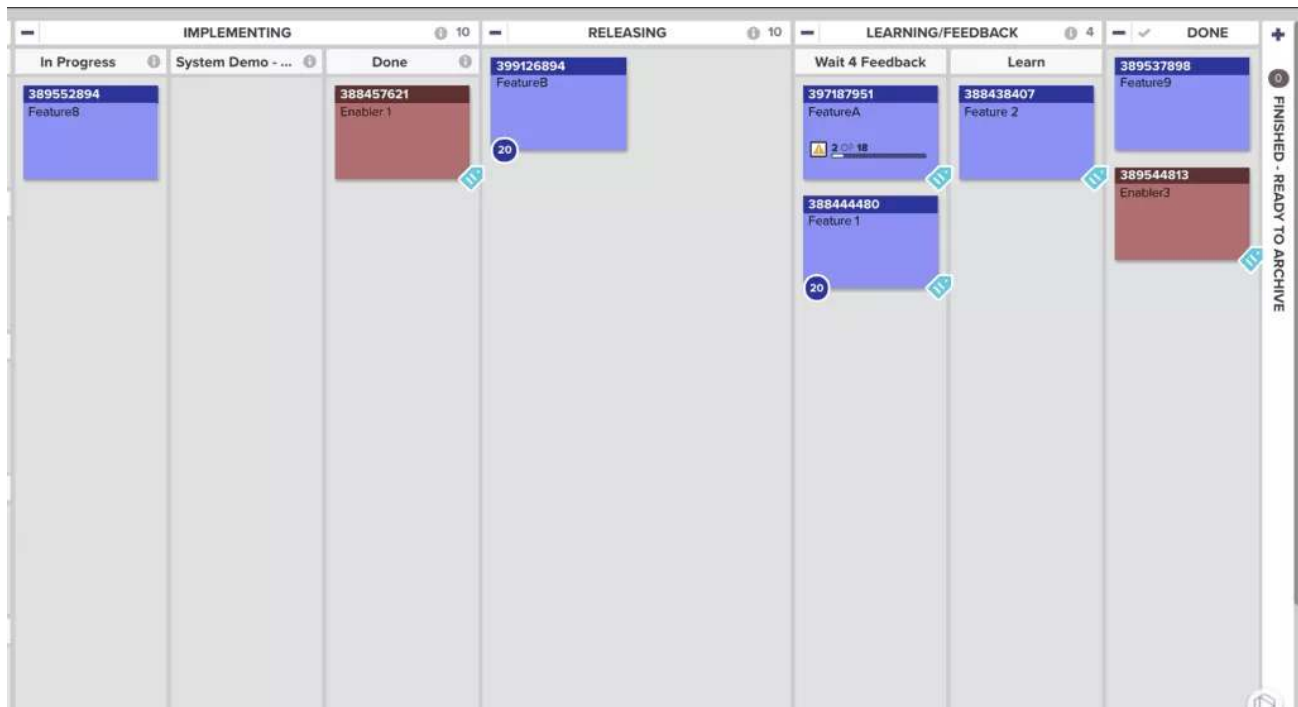 IMPLEMENTING 10
RELEASING 10
LEARNING/FEEDBACK 4
DONE
In Progress
System Demo - ...
Done
Wait 4 Feedback
Learn
389552894
Feature8
388457621
Enabler 1
399126894
FeatureB
20
397187951
FeatureA
2 OF 18
388444480
Feature 1
20
388438407
Feature 2
389537898
Feature9
389544813
Enabler3
0 FINISHED - READY TO ARCHIVE